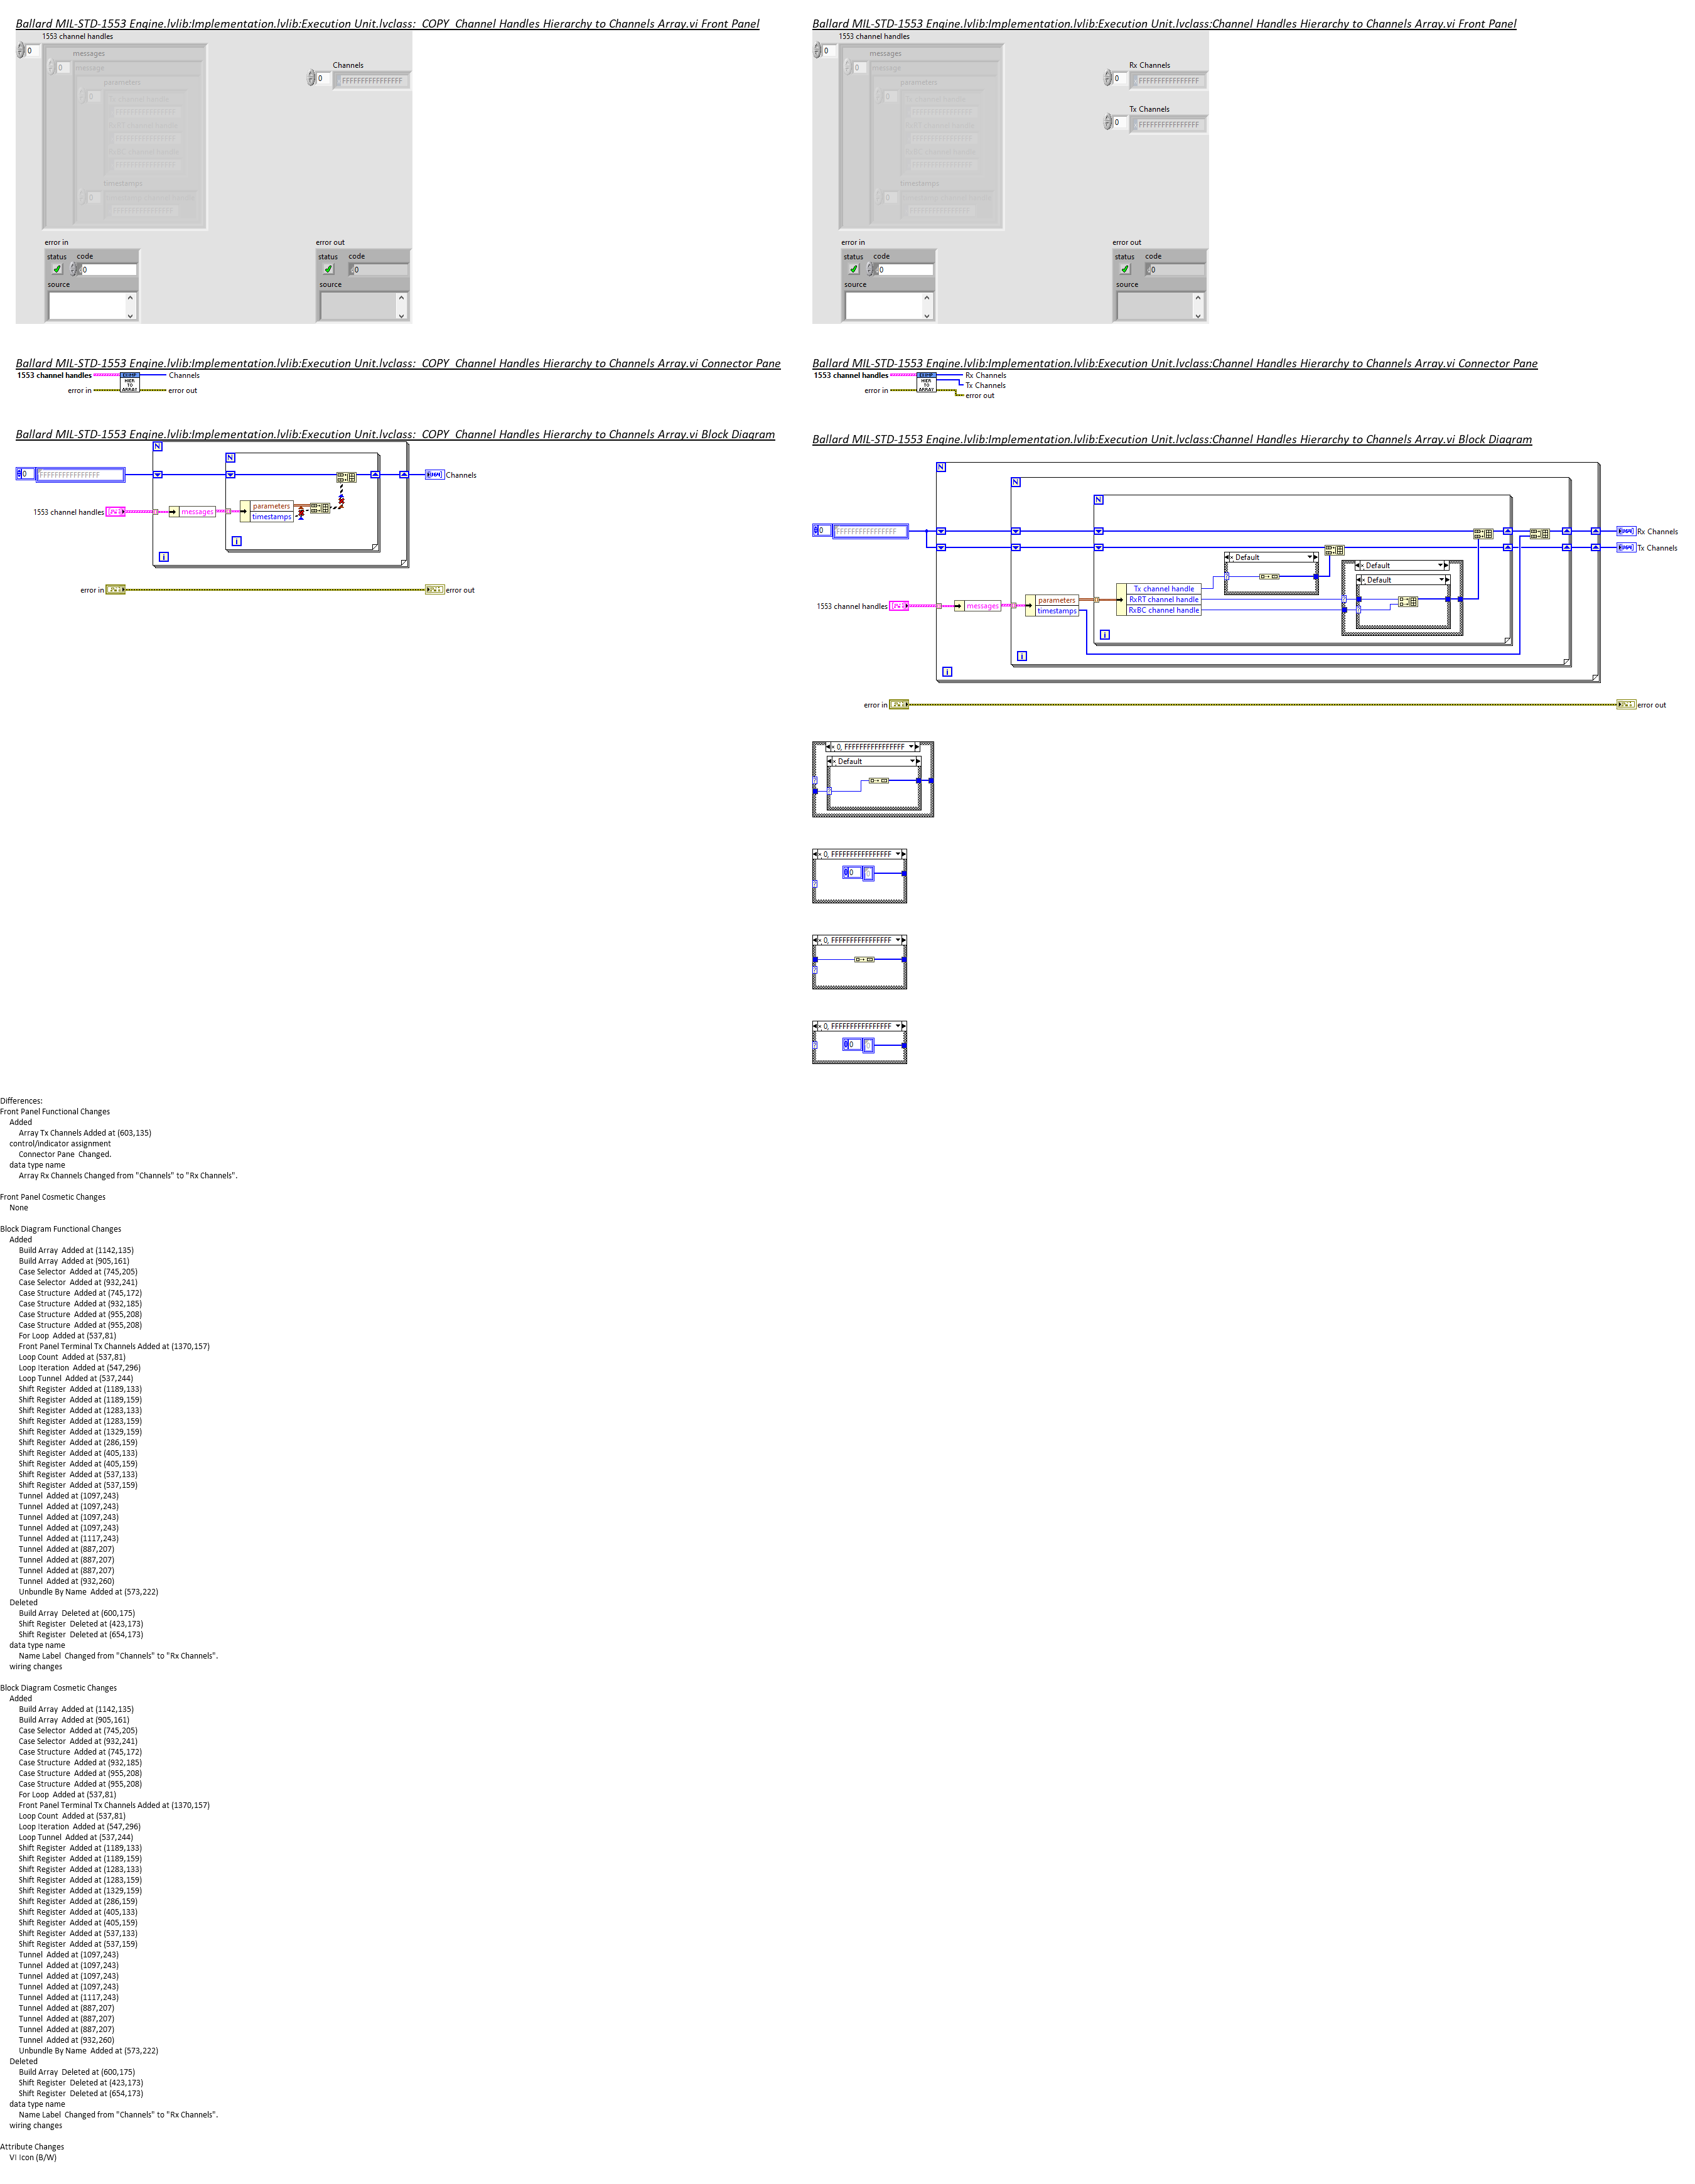 Ballard MIL-STD-1553 Engine.lvlib:Implementation.lvlib:Execution Unit.lvclass:  COPY  Channel Handles Hierarchy to Channels Array.vi Front Panel
1553 channel handles
0
messages
0
message
parameters
0
Tx channel handle
FFFFFFFFFFFFFFFF
RxRT channel handle
FFFFFFFFFFFFFFFF
RxBC channel handle
FFFFFFFFFFFFFFFF
timestamps
0
FFFFFFFFFFFFFFFF
Channels
0
FFFFFFFFFFFFFFFF
error in
status code
0
source
error out
status code
0
source
Ballard MIL-STD-1553 Engine.lvlib:Implementation.lvlib:Execution Unit.lvclass:Channel Handles Hierarchy to Channels Array.vi Front Panel
1553 channel handles
0
messages
0
message
parameters
0
Tx channel handle
FFFFFFFFFFFFFFFF
RxRT channel handle
FFFFFFFFFFFFFFFF
RxBC channel handle
FFFFFFFFFFFFFFFF
timestamps
0
FFFFFFFFFFFFFFFF
Rx Channels
0
FFFFFFFFFFFFFFFF
Tx Channels
0
FFFFFFFFFFFFFFFF
error in
status code
0
source
error out
status code
0
source
Ballard MIL-STD-1553 Engine.lvlib:Implementation.lvlib:Execution Unit.lvclass:  COPY  Channel Handles Hierarchy to Channels Array.vi Connector Pane
1553 channel handles
Channels
HIER
TO
ARRAY
error in
error out
Ballard MIL-STD-1553 Engine.lvlib:Implementation.lvlib:Execution Unit.lvclass:Channel Handles Hierarchy to Channels Array.vi Connector Pane
1553 channel handles
Rx Channels
HIER
TO
ARRAY
Tx Channels
error in
error out
Ballard MIL-STD-1553 Engine.lvlib:Implementation.lvlib:Execution Unit.lvclass:  COPY  Channel Handles Hierarchy to Channels Array.vi Block Diagram
N
N
0
FFFFFFFFFFFFFFFF
Channels
1553 channel handles
messages
parameters
timestamps
i
i
error in
error out
Ballard MIL-STD-1553 Engine.lvlib:Implementation.lvlib:Execution Unit.lvclass:Channel Handles Hierarchy to Channels Array.vi Block Diagram
N
N
N
0
FFFFFFFFFFFFFFFF
Rx Channels
Tx Channels
Default
Default
Default
Tx channel handle
RxRT channel handle
RxBC channel handle
1553 channel handles
messages
parameters
timestamps
i
i
i
error in
error out
0, FFFFFFFFFFFFFFFF
Default
0, FFFFFFFFFFFFFFFF
0
0, FFFFFFFFFFFFFFFF
0, FFFFFFFFFFFFFFFF
0
Differences:
Front Panel Functional Changes
Added
Array Tx Channels Added at (603,135)
control/indicator assignment
Connector Pane  Changed.
data type name
Array Rx Channels Changed from "Channels" to "Rx Channels".
Front Panel Cosmetic Changes
None
Block Diagram Functional Changes
Added
Build Array  Added at (1142,135)
Build Array  Added at (905,161)
Case Selector  Added at (745,205)
Case Selector  Added at (932,241)
Case Structure  Added at (745,172)
Case Structure  Added at (932,185)
Case Structure  Added at (955,208)
Case Structure  Added at (955,208)
For Loop  Added at (537,81)
Front Panel Terminal Tx Channels Added at (1370,157)
Loop Count  Added at (537,81)
Loop Iteration  Added at (547,296)
Loop Tunnel  Added at (537,244)
Shift Register  Added at (1189,133)
Shift Register  Added at (1189,159)
Shift Register  Added at (1283,133)
Shift Register  Added at (1283,159)
Shift Register  Added at (1329,159)
Shift Register  Added at (286,159)
Shift Register  Added at (405,133)
Shift Register  Added at (405,159)
Shift Register  Added at (537,133)
Shift Register  Added at (537,159)
Tunnel  Added at (1097,243)
Tunnel  Added at (1097,243)
Tunnel  Added at (1097,243)
Tunnel  Added at (1097,243)
Tunnel  Added at (1117,243)
Tunnel  Added at (887,207)
Tunnel  Added at (887,207)
Tunnel  Added at (887,207)
Tunnel  Added at (932,260)
Unbundle By Name  Added at (573,222)
Deleted
Build Array  Deleted at (600,175)
Shift Register  Deleted at (423,173)
Shift Register  Deleted at (654,173)
data type name
Name Label  Changed from "Channels" to "Rx Channels".
wiring changes
Block Diagram Cosmetic Changes
Added
Build Array  Added at (1142,135)
Build Array  Added at (905,161)
Case Selector  Added at (745,205)
Case Selector  Added at (932,241)
Case Structure  Added at (745,172)
Case Structure  Added at (932,185)
Case Structure  Added at (955,208)
Case Structure  Added at (955,208)
For Loop  Added at (537,81)
Front Panel Terminal Tx Channels Added at (1370,157)
Loop Count  Added at (537,81)
Loop Iteration  Added at (547,296)
Loop Tunnel  Added at (537,244)
Shift Register  Added at (1189,133)
Shift Register  Added at (1189,159)
Shift Register  Added at (1283,133)
Shift Register  Added at (1283,159)
Shift Register  Added at (1329,159)
Shift Register  Added at (286,159)
Shift Register  Added at (405,133)
Shift Register  Added at (405,159)
Shift Register  Added at (537,133)
Shift Register  Added at (537,159)
Tunnel  Added at (1097,243)
Tunnel  Added at (1097,243)
Tunnel  Added at (1097,243)
Tunnel  Added at (1097,243)
Tunnel  Added at (1117,243)
Tunnel  Added at (887,207)
Tunnel  Added at (887,207)
Tunnel  Added at (887,207)
Tunnel  Added at (932,260)
Unbundle By Name  Added at (573,222)
Deleted
Build Array  Deleted at (600,175)
Shift Register  Deleted at (423,173)
Shift Register  Deleted at (654,173)
data type name
Name Label  Changed from "Channels" to "Rx Channels".
wiring changes
Attribute Changes
VI Icon (B/W)